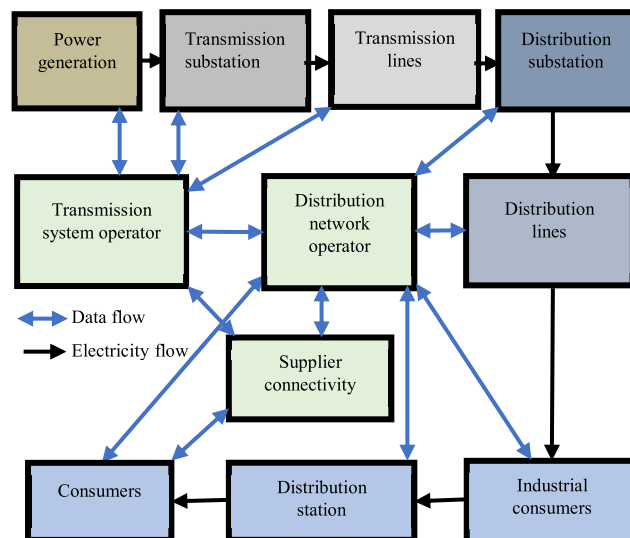 Power
generation
Transmission
substation
Transmission
lines
Distribution
substation
Transmission
system operator
Distribution
network
operator
Distribution
lines
Data flow
Electricity flow
Supplier
connectivity
Consumers
Distribution
station
Industrial
consumers